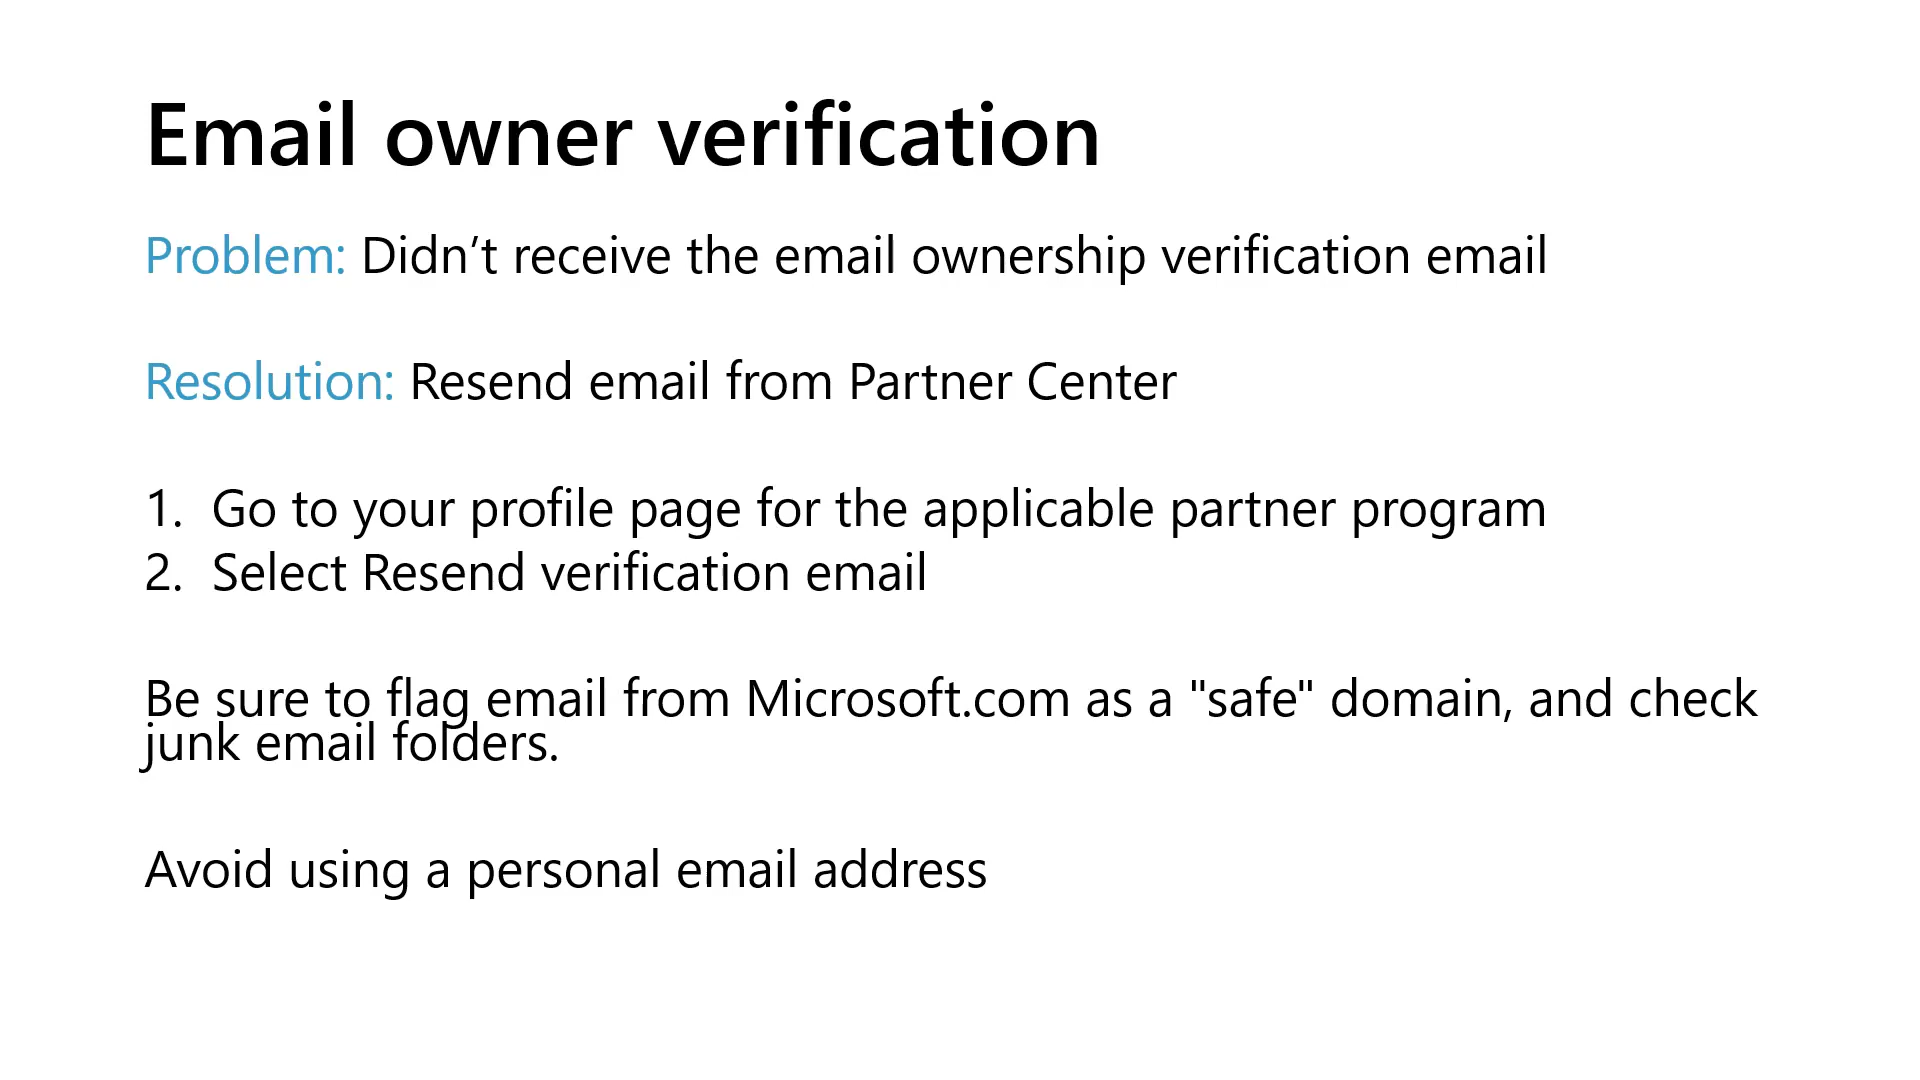 Email owner verification
Problem: Didn’t receive the email ownership verification email
Resolution: Resend email from Partner Center
1. Go to your profile page for the applicable partner program
2. Select Resend verification email
Be sure to flag email from Microsoft.com as a "safe" domain, and check
junk email folders.
Avoid using a personal email address